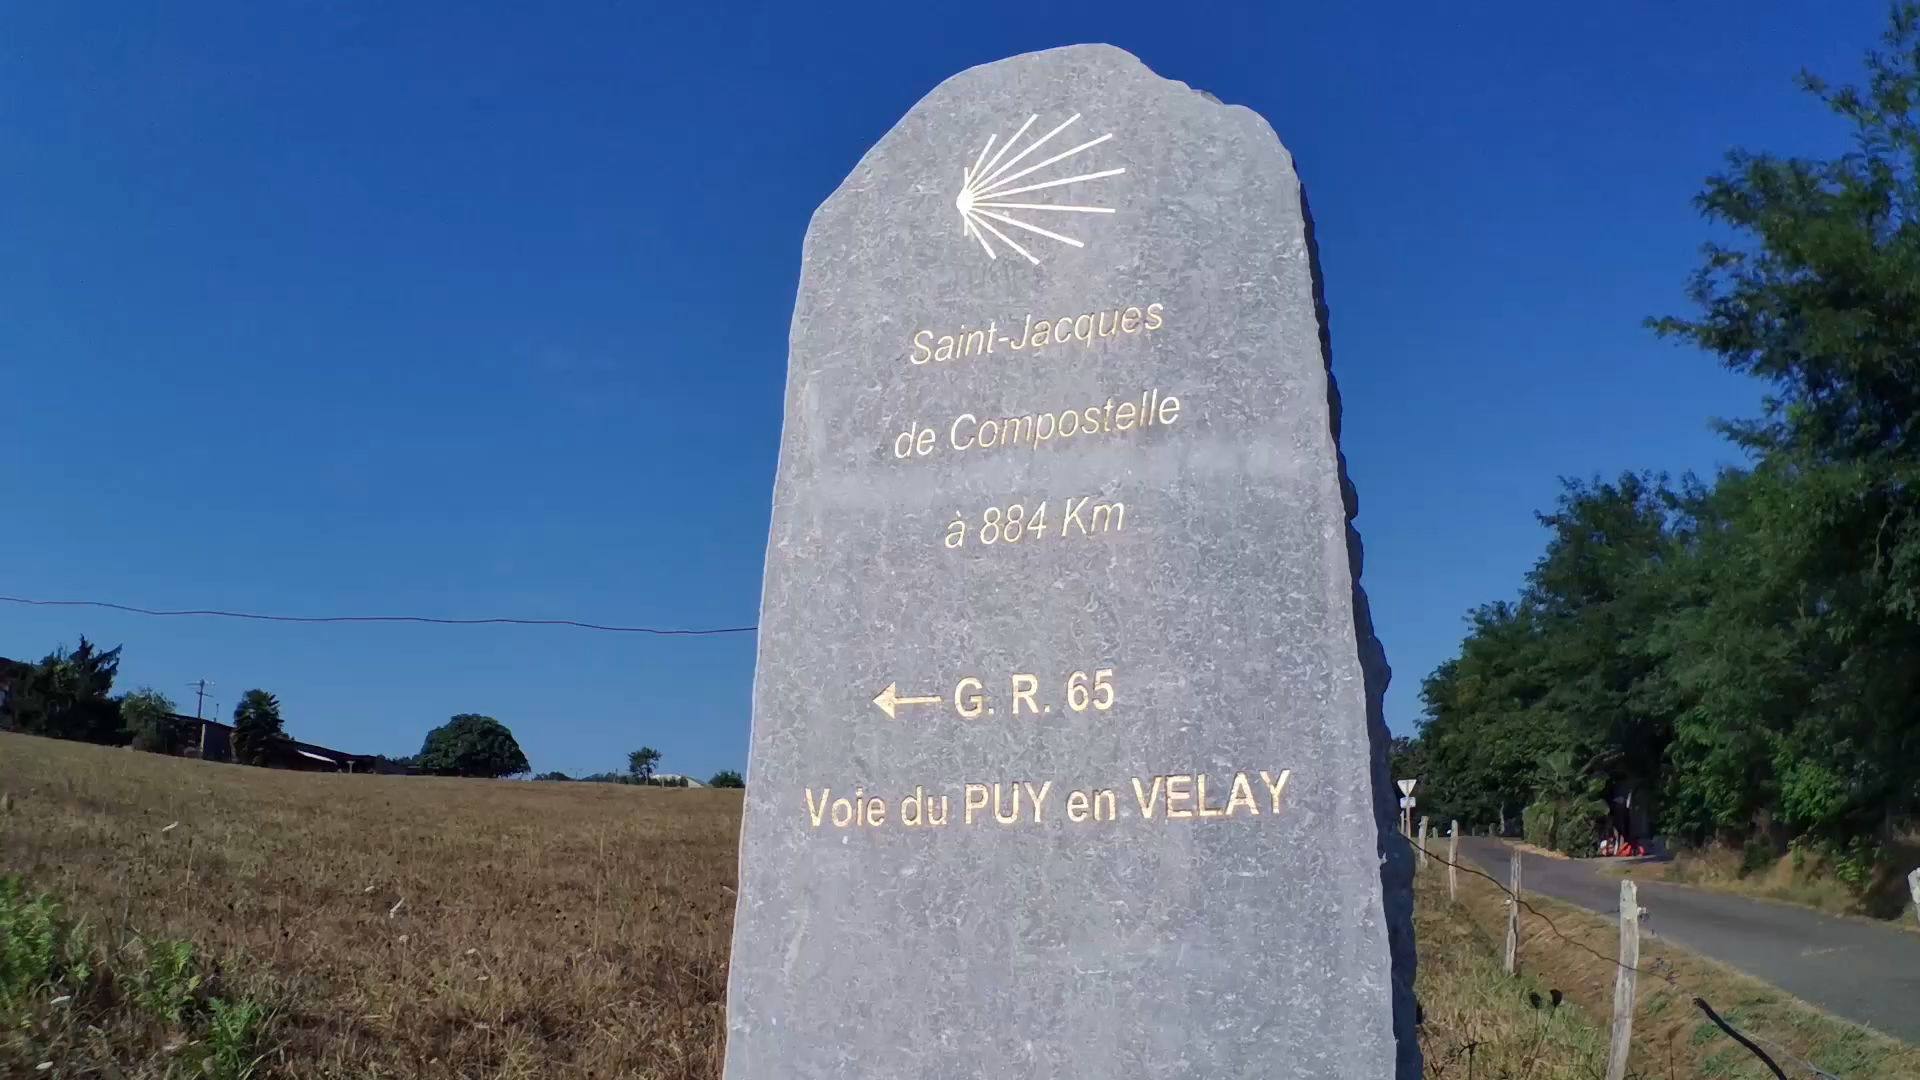 Saint-Jacques
de Compostelle
à 884 Km
← G. R. 65
Voie du PUY en VELAY